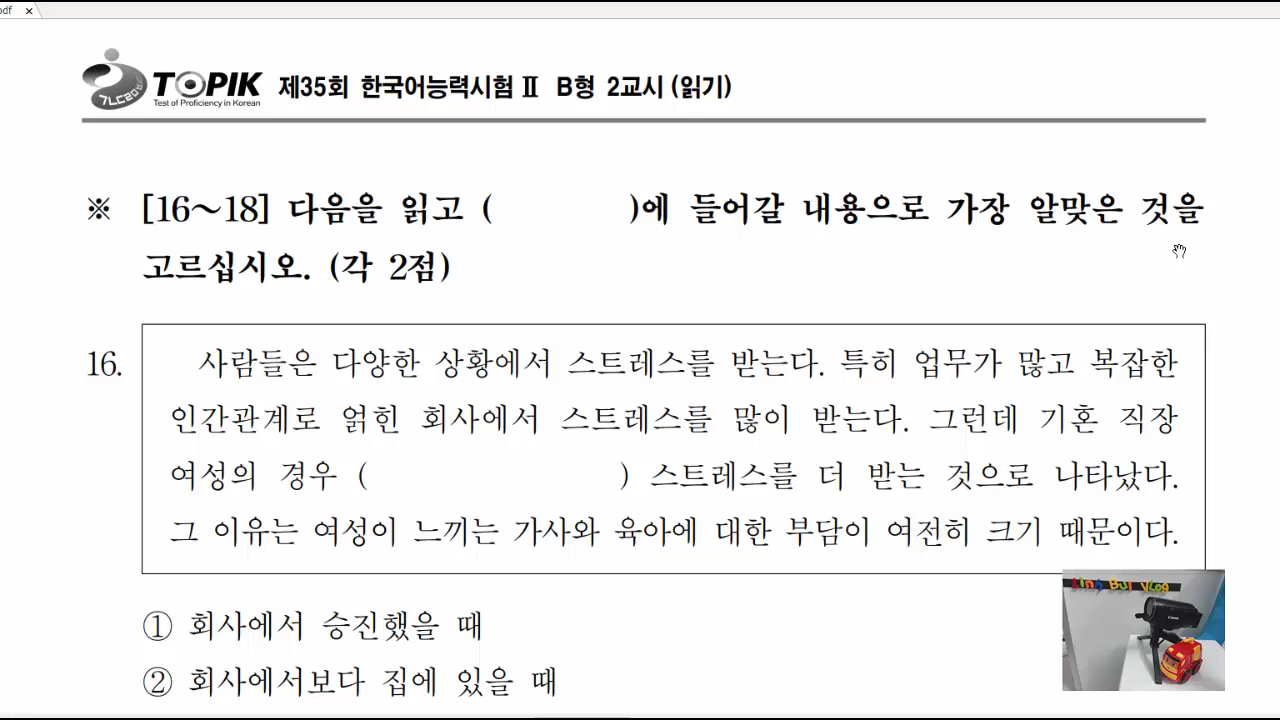 pdf ×
TOPIK
Test of Proficiency in Korean
제35회 한국어능력시험 Ⅱ B형 2교시 (읽기)
※ [16~18] 다음을 읽고 ( )에 들어갈 내용으로 가장 알맞은 것을
고르십시오. (각 2점)
16. 사람들은 다양한 상황에서 스트레스를 받는다. 특히 업무가 많고 복잡한
인간관계로 얽힌 회사에서 스트레스를 많이 받는다. 그런데 기혼 직장
여성의 경우 ( ) 스트레스를 더 받는 것으로 나타났다.
그 이유는 여성이 느끼는 가사와 육아에 대한 부담이 여전히 크기 때문이다.
① 회사에서 승진했을 때
② 회사에서보다 집에 있을 때
Linh Bul Vlog
Canon